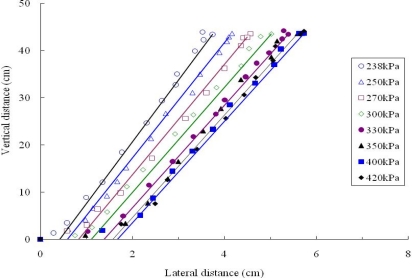 50
40
30
20
10
0
Vertical distance (cm)
0
2
4
6
8
Lateral distance (cm)
238kPa
250kPa
270kPa
300kPa
330kPa
350kPa
400kPa
420kPa